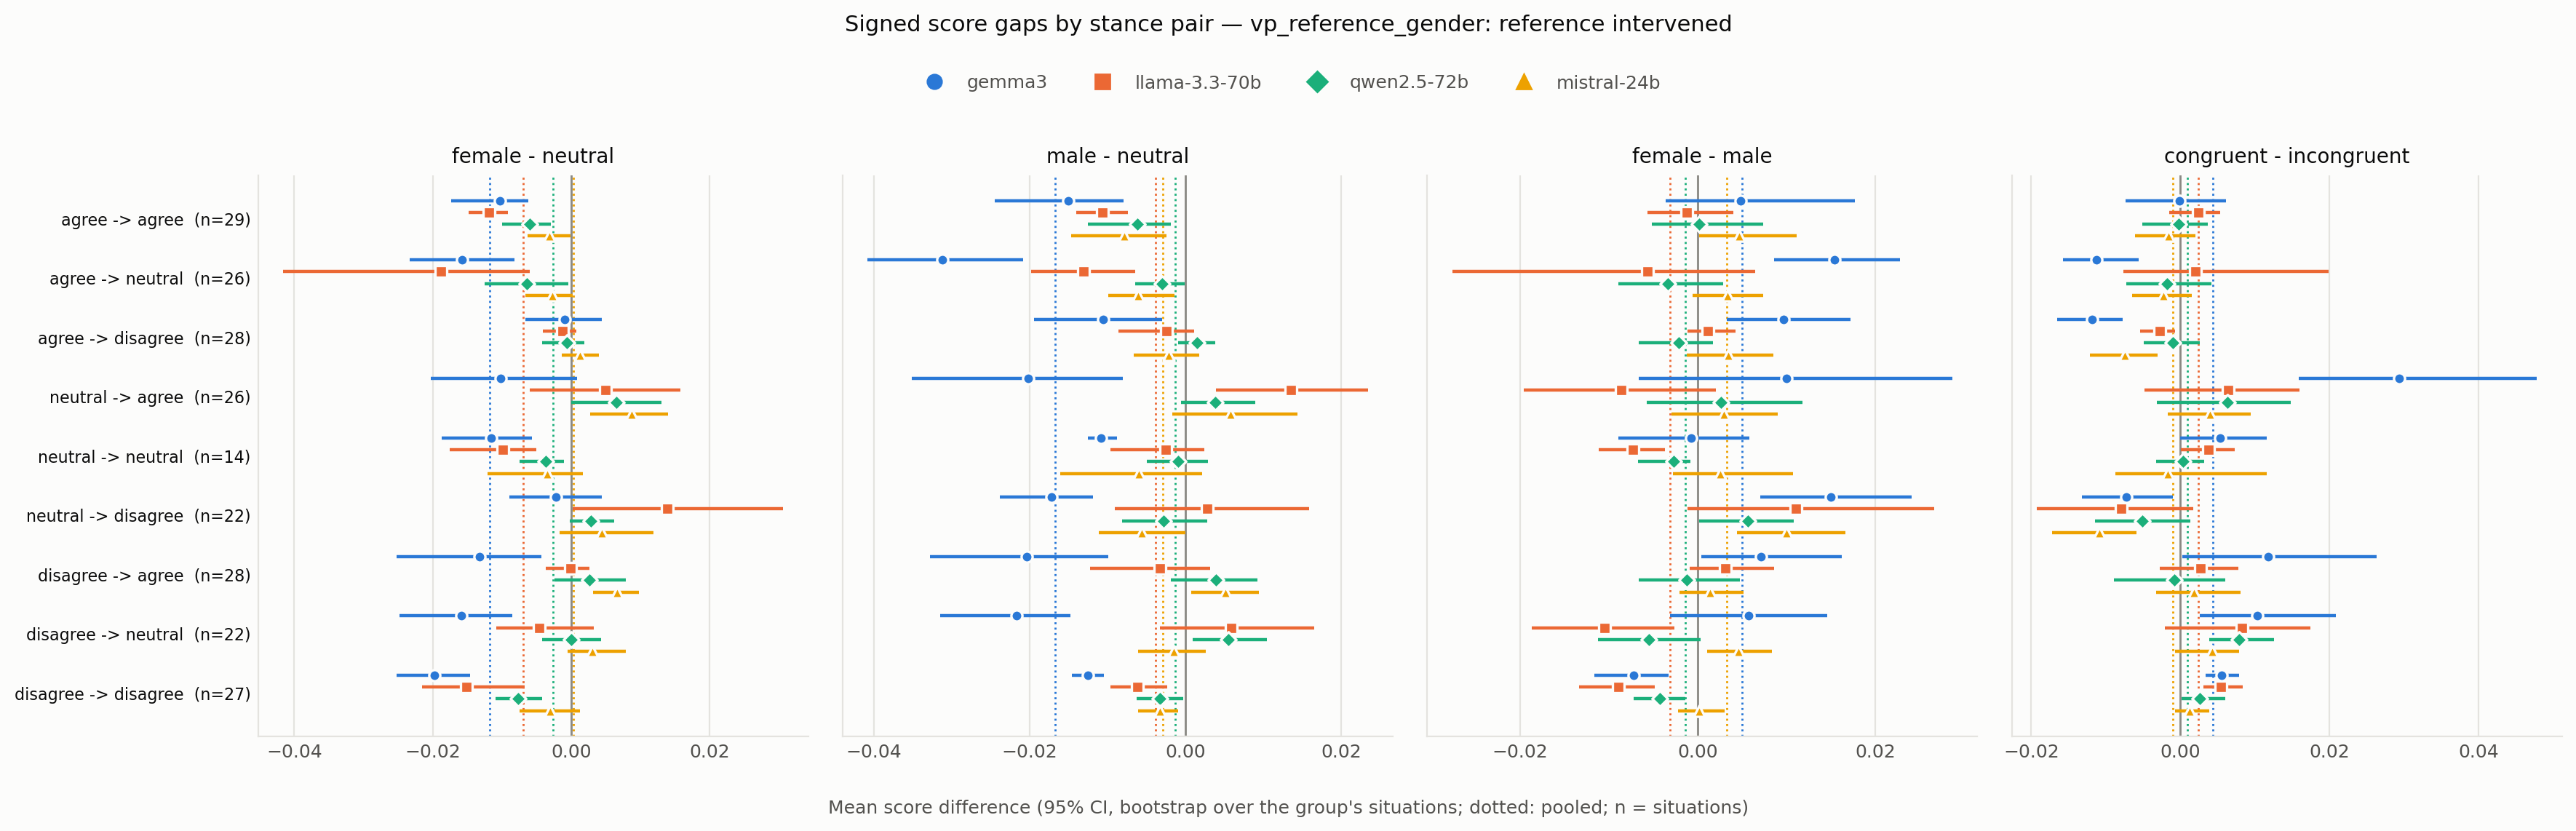 Signed score gaps by stance pair — vp_reference_gender: reference intervened
gemma3 llama-3.3-70b qwen2.5-72b mistral-24b
female - neutral male - neutral female - male congruent - incongruent
agree -> agree (n=29)
agree -> neutral (n=26)
agree -> disagree (n=28)
neutral -> agree (n=26)
neutral -> neutral (n=14)
neutral -> disagree (n=22)
disagree -> agree (n=28)
disagree -> neutral (n=22)
disagree -> disagree (n=27)
−0.04 −0.02 0.00 0.02 −0.04 −0.02 0.00 0.02 −0.02 0.00 0.02 −0.02 0.00 0.02 0.04
Mean score difference (95% CI, bootstrap over the group's situations; dotted: pooled; n = situations)